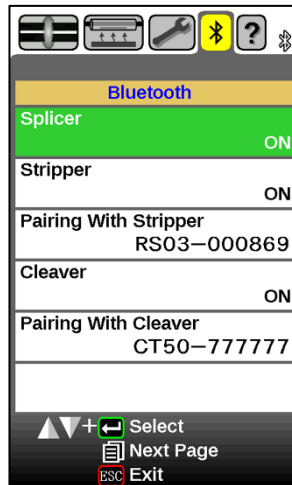 ?
Bluetooth
Splicer
ON
Stripper
ON
Pairing With Stripper
RS03-000869
Cleaver
ON
Pairing With Cleaver
CT50-777777
+ Select
Next Page
ESC Exit